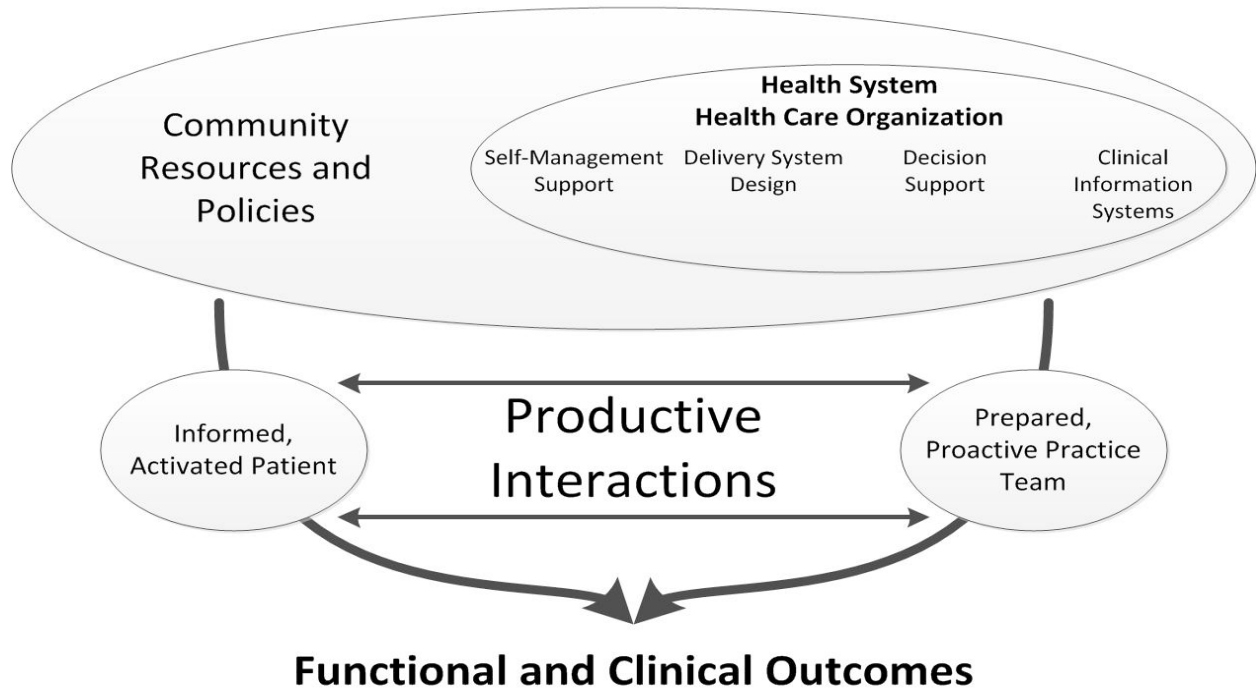 Community
Resources and
Policies
Health System
Health Care Organization
Self-Management
Support
Delivery System
Design
Decision
Support
Clinical
Information
Systems
Informed,
Activated Patient
Productive
Interactions
Prepared,
Proactive Practice
Team
Functional and Clinical Outcomes